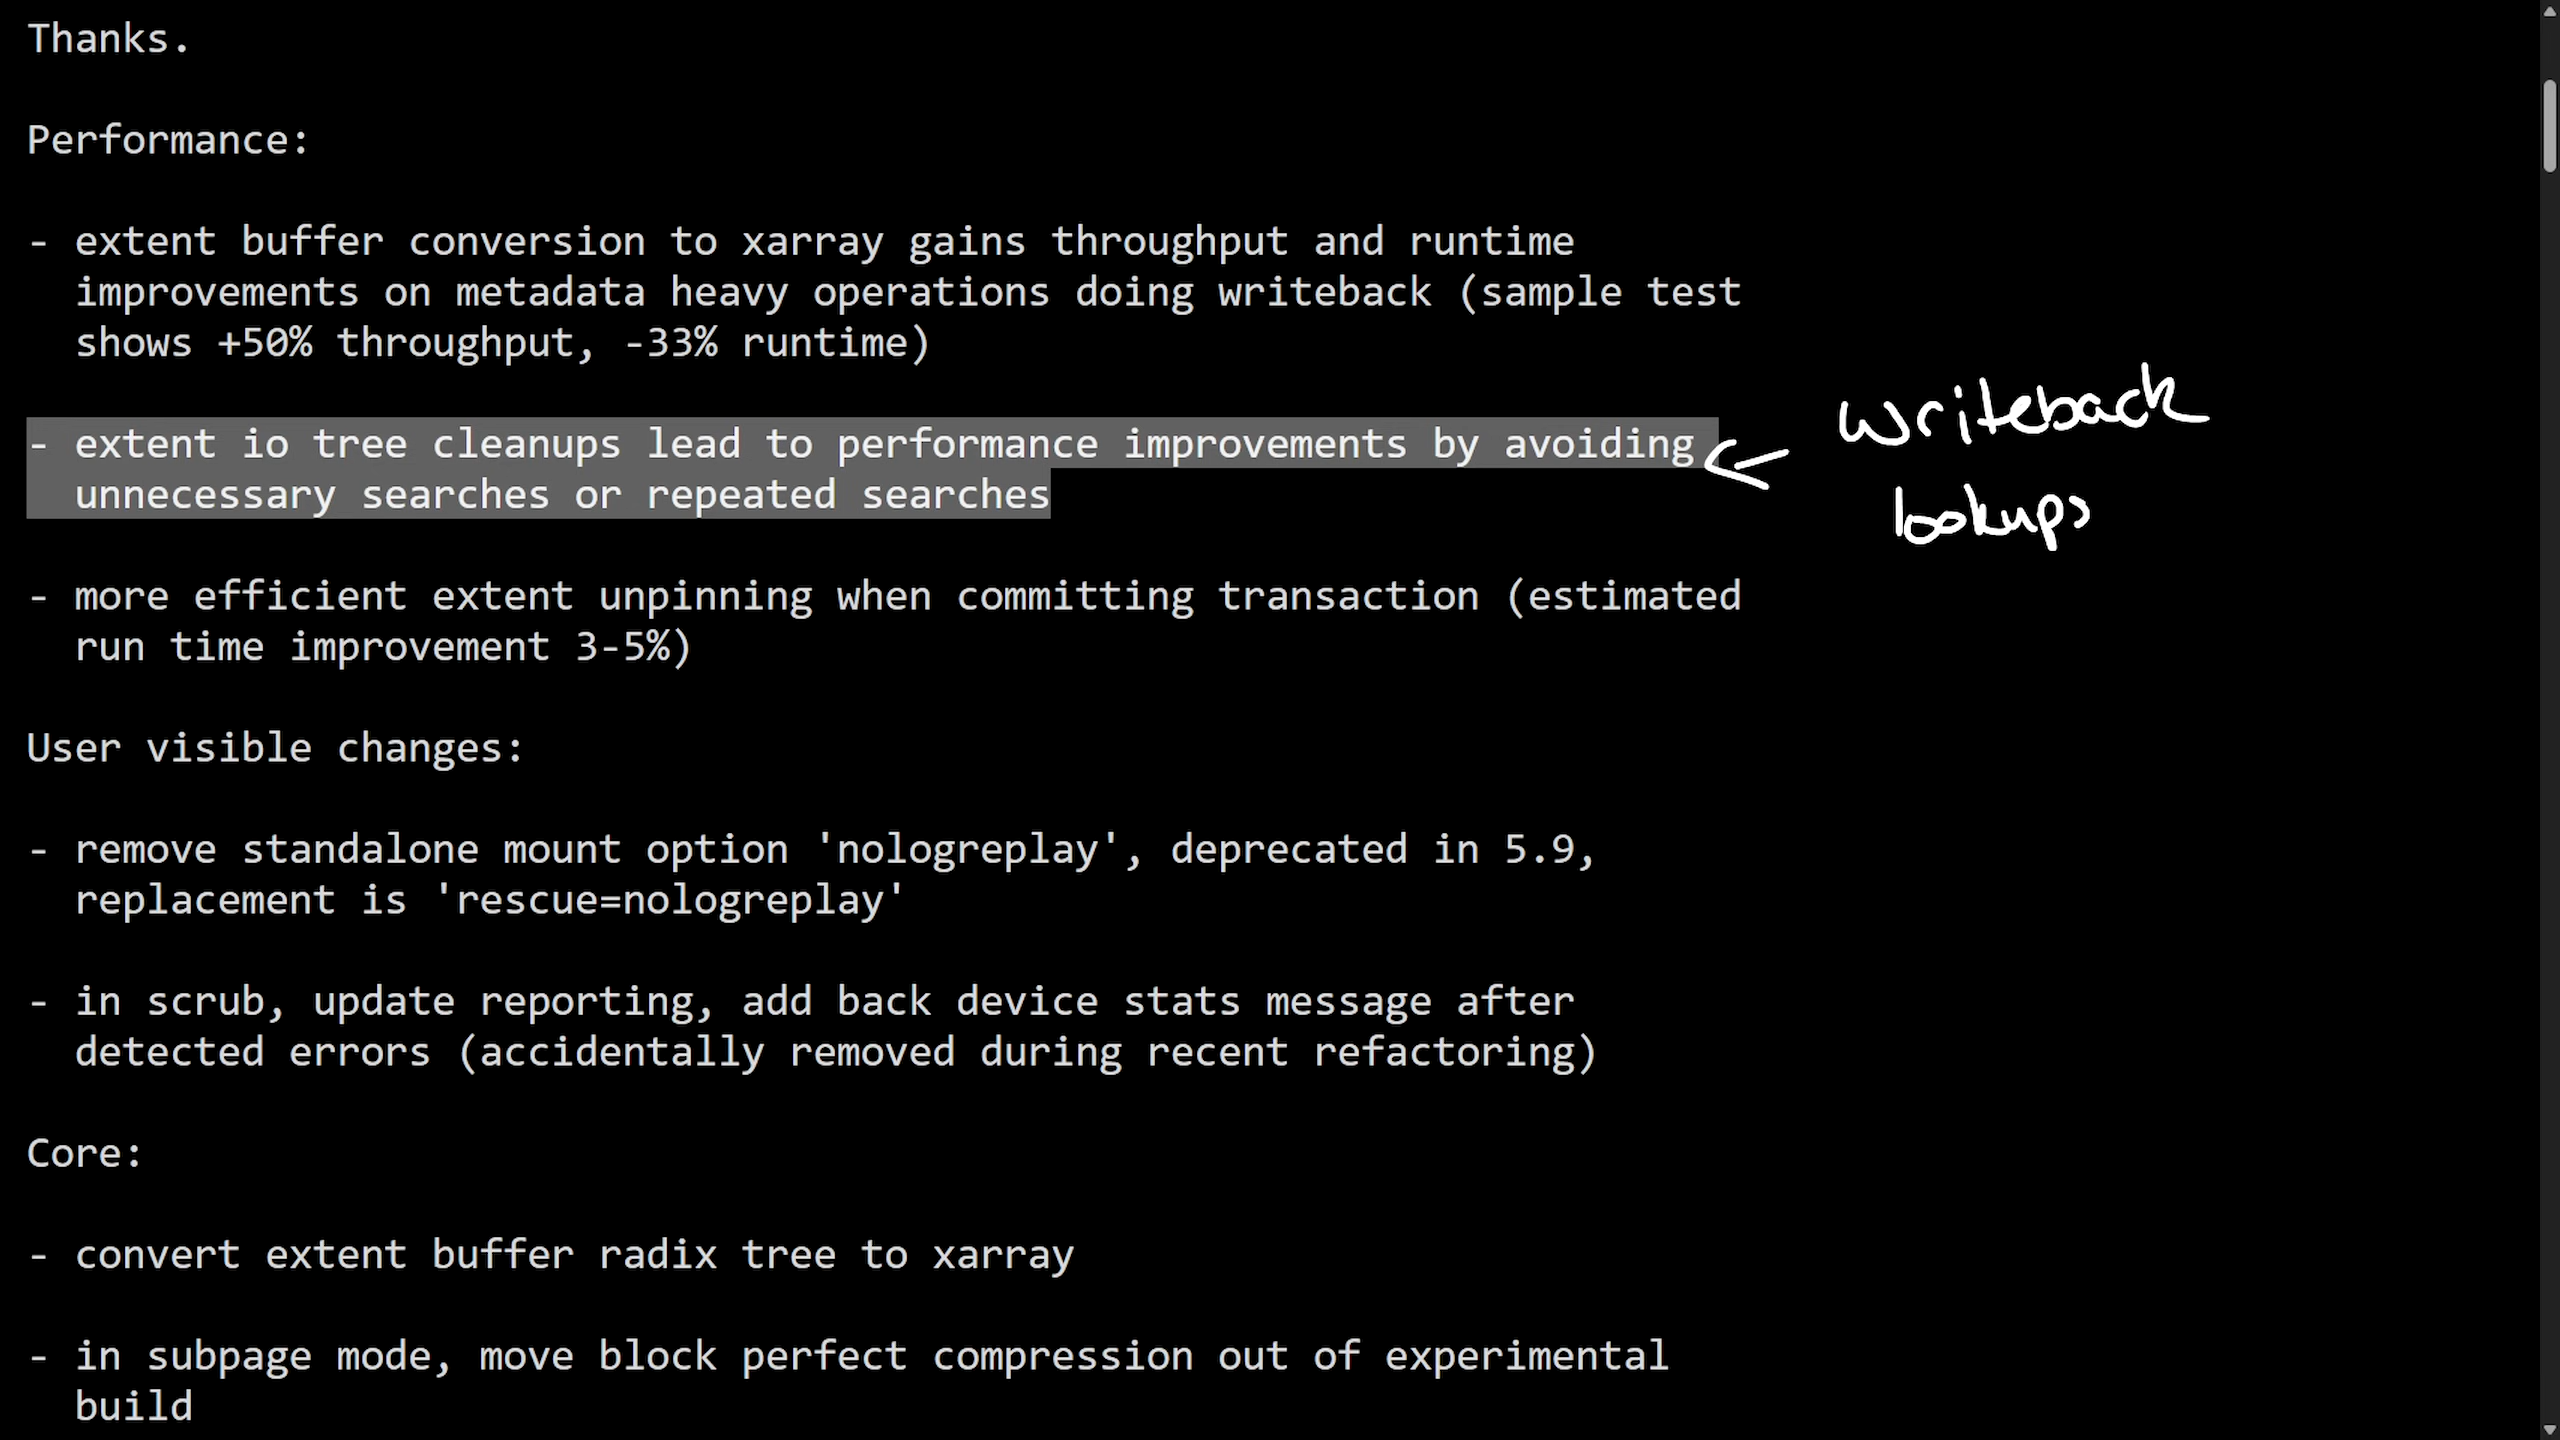 Thanks.
Performance:
- extent buffer conversion to xarray gains throughput and runtime
improvements on metadata heavy operations doing writeback (sample test
shows +50% throughput, -33% runtime)
- extent io tree cleanups lead to performance improvements by avoiding
unnecessary searches or repeated searches
writeback
lookups
- more efficient extent unpinning when committing transaction (estimated
run time improvement 3-5%)
User visible changes:
- remove standalone mount option 'nologreplay', deprecated in 5.9,
replacement is 'rescue=nologreplay'
- in scrub, update reporting, add back device stats message after
detected errors (accidentally removed during recent refactoring)
Core:
- convert extent buffer radix tree to xarray
- in subpage mode, move block perfect compression out of experimental
build